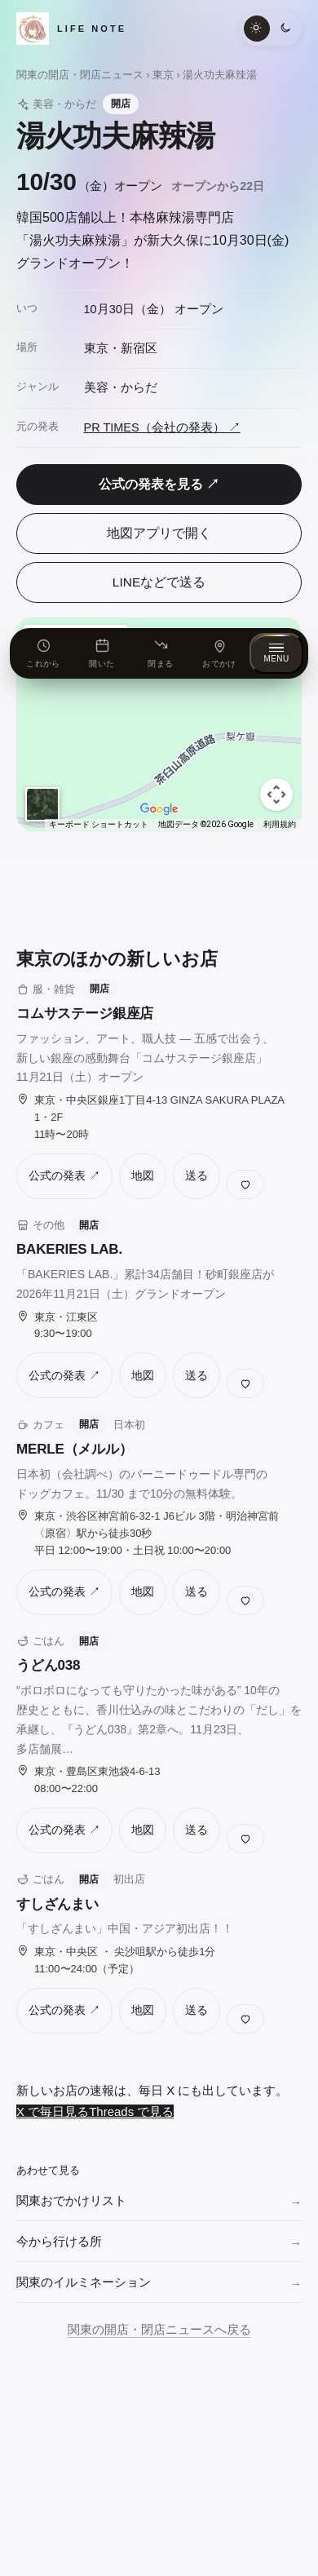 LIFE NOTE
関東の開店・閉店ニュース › 東京 › 湯火功夫麻辣湯
美容・からだ 開店
湯火功夫麻辣湯
10/30（金）オープン オープンから22日
韓国500店舗以上！本格麻辣湯専門店
「湯火功夫麻辣湯」が新大久保に10月30日(金)
グランドオープン！
いつ 10月30日（金） オープン
場所 東京・新宿区
ジャンル 美容・からだ
元の発表 PR TIMES（会社の発表） ↗
公式の発表を見る ↗
地図アプリで開く
LINEなどで送る
これから 開いた 閉まる おでかけ MENU
梨ケ嶽
茶臼山高原道路
Google
キーボード ショートカット 地図データ ©2026 Google 利用規約
東京のほかの新しいお店
服・雑貨 開店
コムサステージ銀座店
ファッション、アート、職人技 — 五感で出会う、
新しい銀座の感動舞台「コムサステージ銀座店」
11月21日（土）オープン
東京・中央区銀座1丁目4-13 GINZA SAKURA PLAZA
1・2F
11時〜20時
公式の発表 ↗ 地図 送る
その他 開店
BAKERIES LAB.
「BAKERIES LAB.」累計34店舗目！砂町銀座店が
2026年11月21日（土）グランドオープン
東京・江東区
9:30〜19:00
公式の発表 ↗ 地図 送る
カフェ 開店 日本初
MERLE（メルル）
日本初（会社調べ）のバーニードゥードル専門の
ドッグカフェ。11/30 まで10分の無料体験。
東京・渋谷区神宮前6-32-1 J6ビル 3階・明治神宮前
〈原宿〉駅から徒歩30秒
平日 12:00〜19:00・土日祝 10:00〜20:00
公式の発表 ↗ 地図 送る
ごはん 開店
うどん038
“ボロボロになっても守りたかった味がある” 10年の
歴史とともに、香川仕込みの味とこだわりの「だし」を
承継し、『うどん038』第2章へ。11月23日、
多店舗展…
東京・豊島区東池袋4-6-13
08:00〜22:00
公式の発表 ↗ 地図 送る
ごはん 開店 初出店
すしざんまい
「すしざんまい」中国・アジア初出店！！
東京・中央区 ・ 尖沙咀駅から徒歩1分
11:00〜24:00（予定）
公式の発表 ↗ 地図 送る
新しいお店の速報は、毎日 X にも出しています。
X で毎日見るThreads で見る
あわせて見る
関東おでかけリスト →
今から行ける所 →
関東のイルミネーション →
関東の開店・閉店ニュースへ戻る